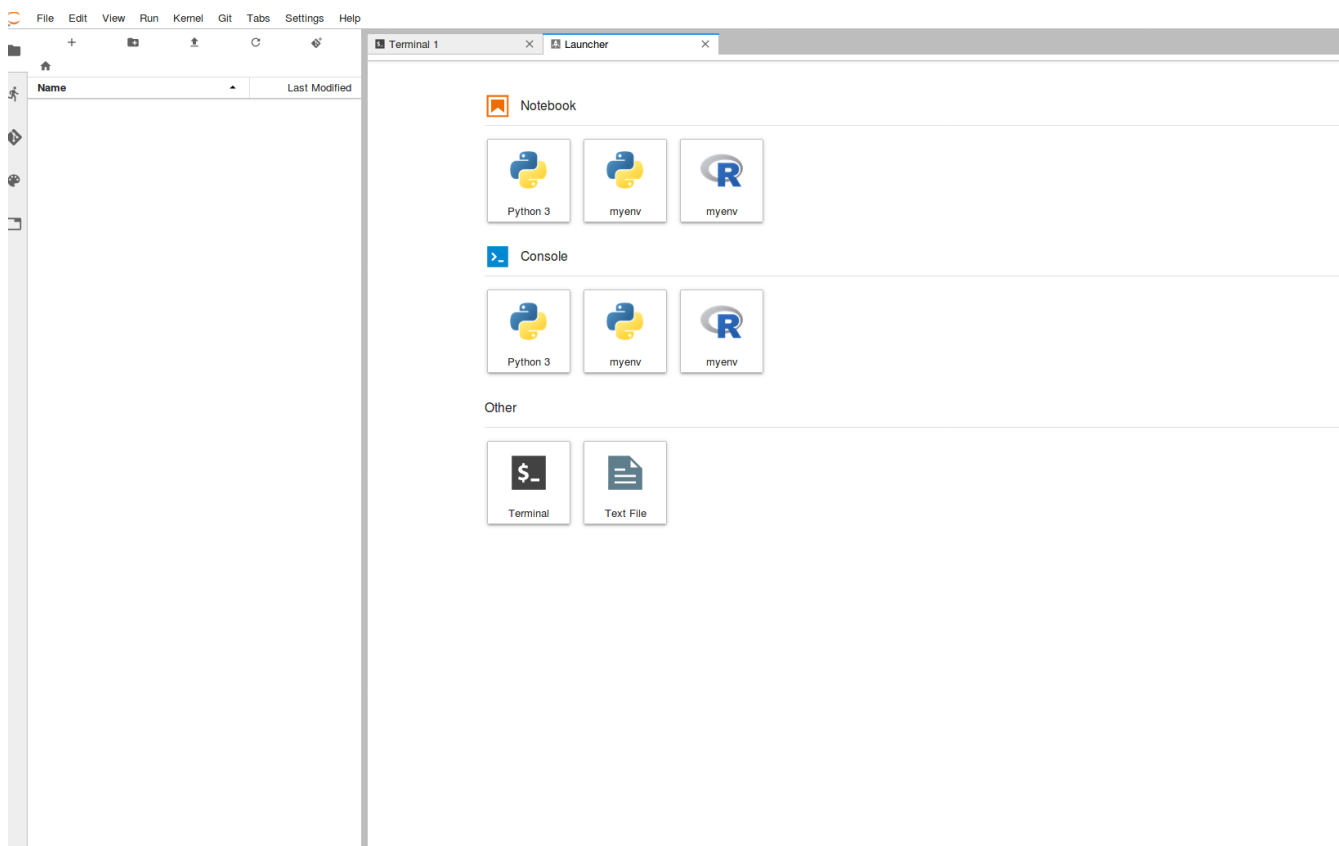 File Edit View Run Kernel Git Tabs Settings Help
Terminal 1 Launcher
Name Last Modified
Notebook
Python 3 myenv myenv
Console
Python 3 myenv myenv
Other
$_
Terminal Text File